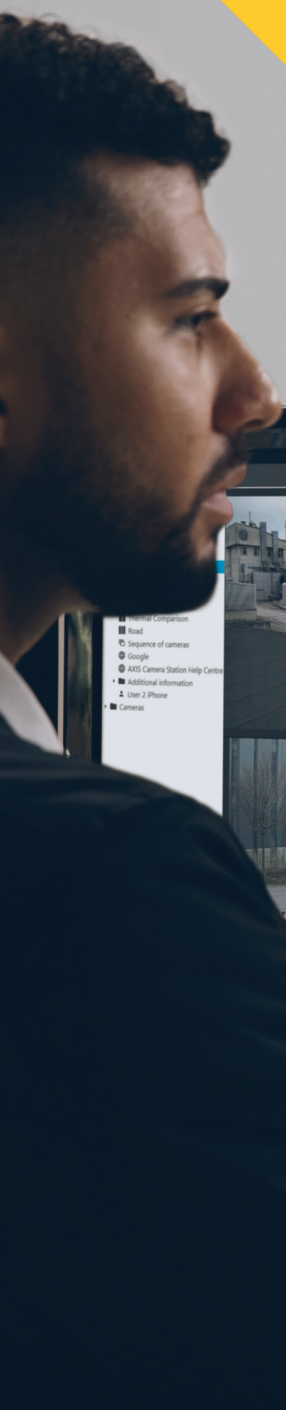 Thermal Comparison
Road
Sequence of cameras
Google
AXIS Camera Station Help Centre
Additional information
User 2 iPhone
Cameras